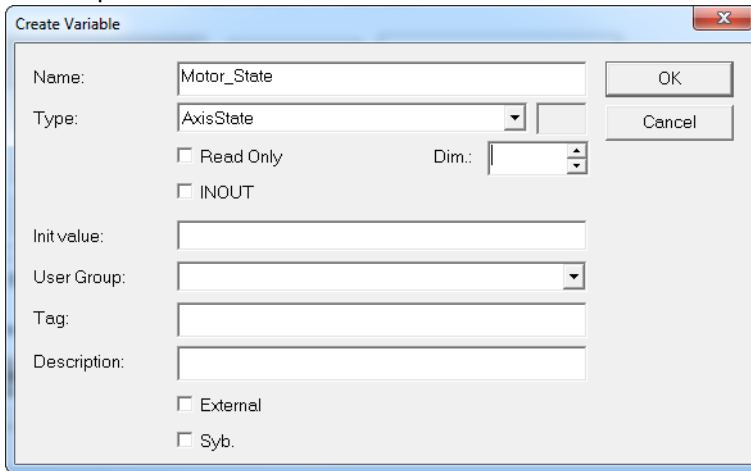 Create Variable
Name: Motor_State OK
Type: AxisState Cancel
Read Only Dim.:
INOUT
Init value:
User Group:
Tag:
Description:
External
Syb.